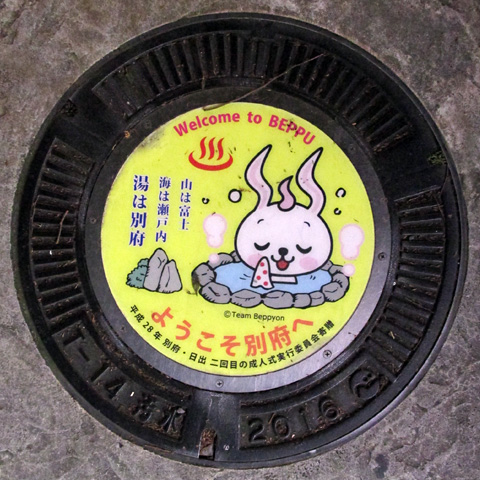 Welcome to BEPPU
山は富士
海は瀬戸内
湯は別府
©Team Beppyon
ようこそ別府へ
平成28年 別府・日出 二回目の成人式実行委員会寄贈
14
2016